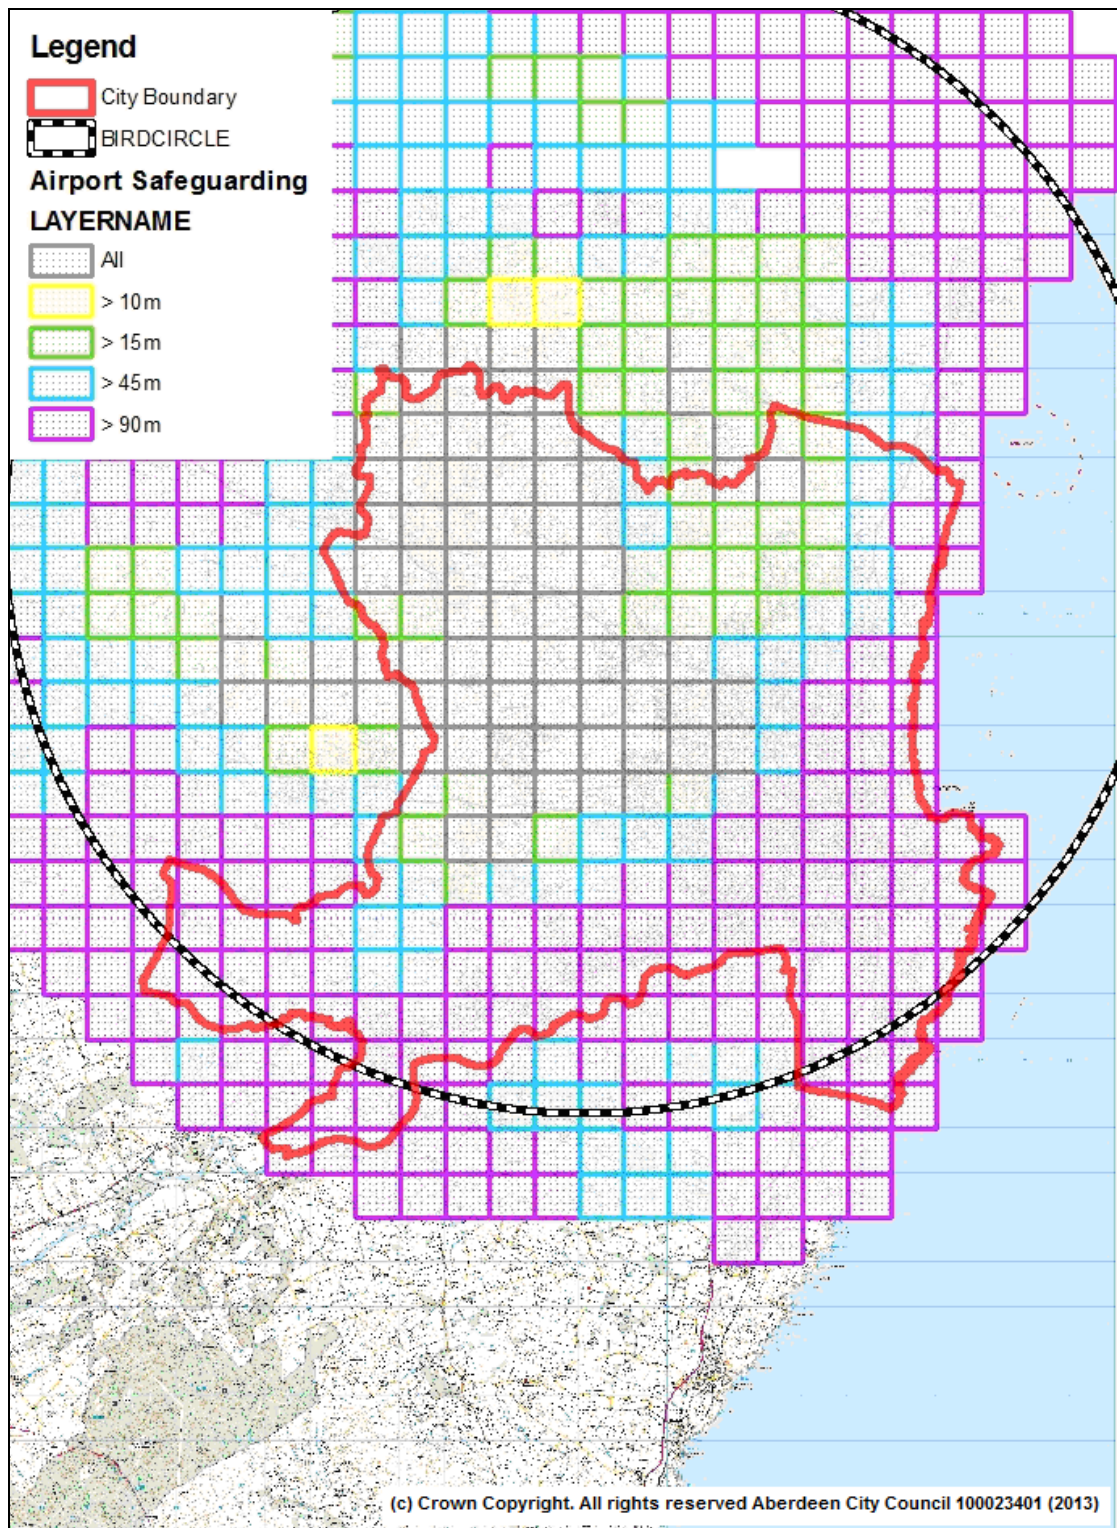 Legend
City Boundary
BIRDCIRCLE
Airport Safeguarding
LAYERNAME
All
> 10m
> 15m
> 45m
> 90m
(c) Crown Copyright. All rights reserved Aberdeen City Council 100023401 (2013)